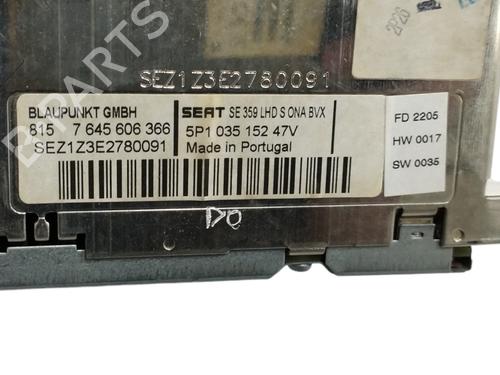 SEZ1Z3E2780091
BLAUPUNKT GMBH
815 7 645 606 366
SEZ1Z3E2780091
SEAT SE 359 LHD S ONA BVX
5P1 035 152 47V
Made in Portugal
FD 2205
HW 0017
SW 0035